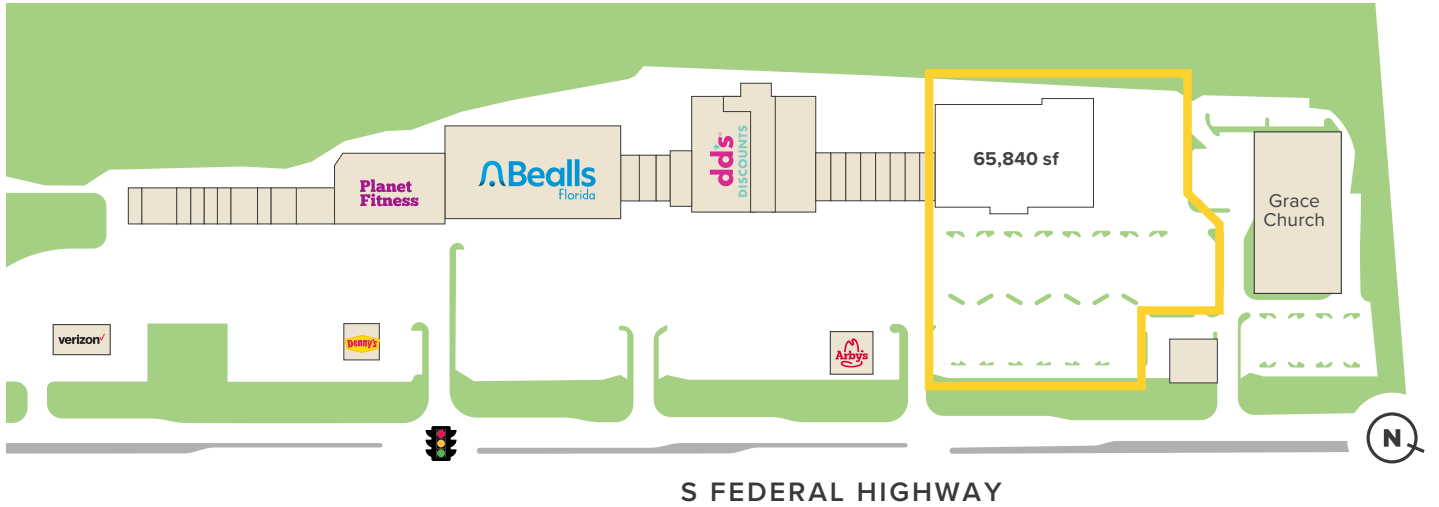 Planet
Fitness
Bealls
Florida
dd's
DISCOUNTS
65,840 sf
Grace
Church
verizon
Denny's
Arby's
N
S FEDERAL HIGHWAY